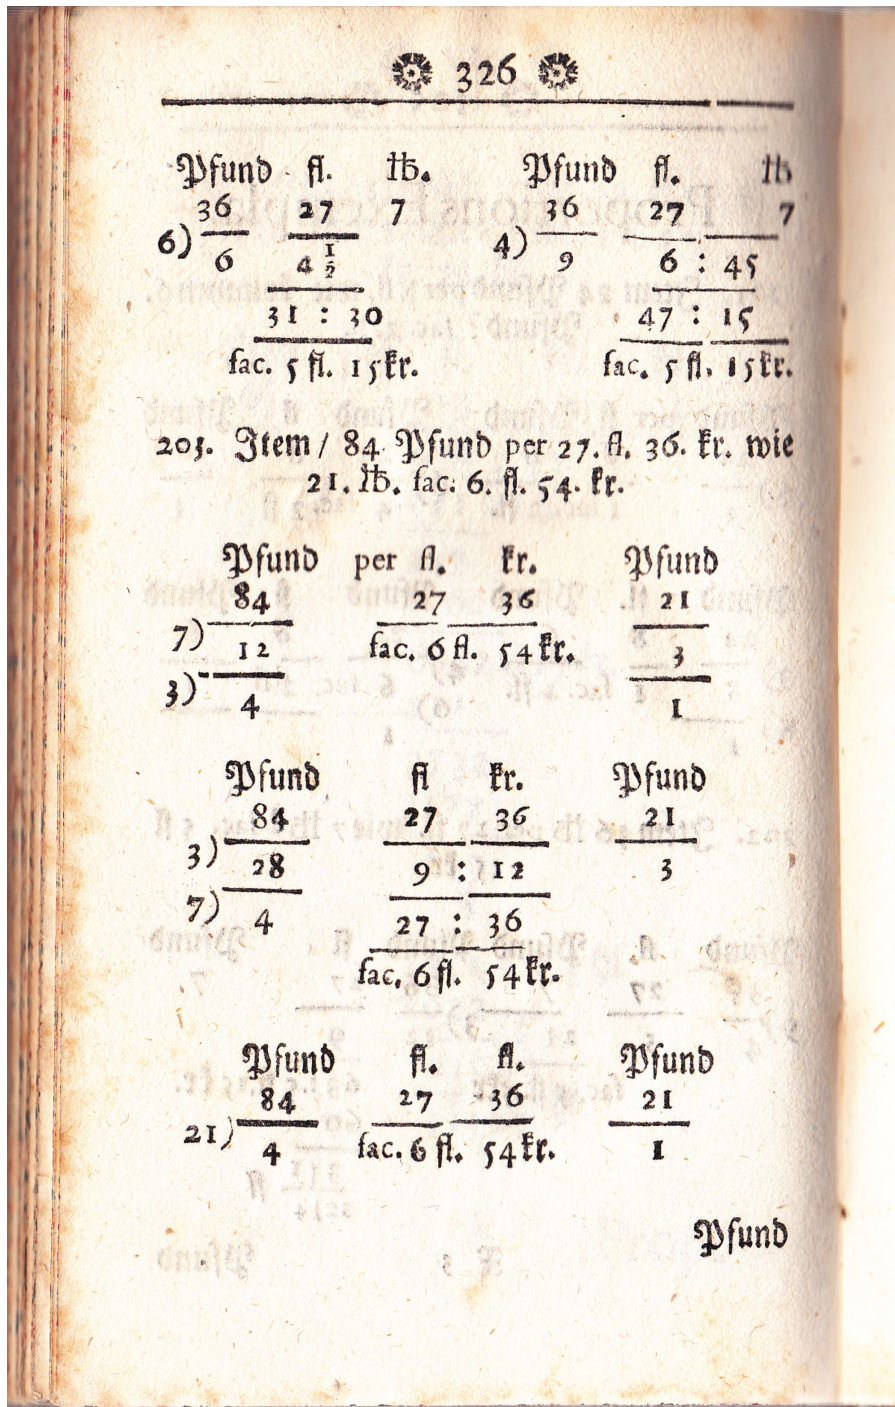 326
Pfund fl. ℔. Pfund fl. ℔
36 27 7 36 27 7
6) 6 4 1/2 4) 9 6 : 45
31 : 30 47 : 15
fac. 5 fl. 15 kr. fac. 5 fl. 15 kr.
203. Item / 84 Pfund per 27. fl. 36. kr. wie
21. ℔. fac. 6. fl. 54. kr.
Pfund per fl. kr. Pfund
84 27 36 21
7) 12 fac. 6 fl. 54 kr. 3
3) 4 1
Pfund fl kr. Pfund
84 27 36 21
3) 28 9 : 12 3
7) 4 27 : 36
fac. 6 fl. 54 kr.
Pfund fl. fl. Pfund
84 27 36 21
21) 4 fac. 6 fl. 54 kr. 1
Pfund